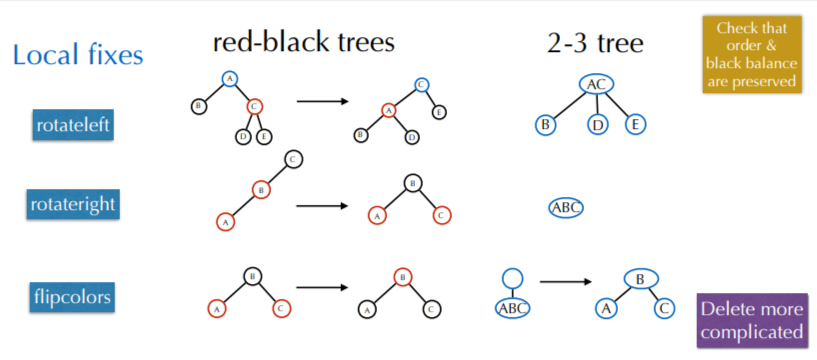 Local fixes
red-black trees
2-3 tree
Check that
order &
black balance
are preserved
rotateleft
A
B
C
D E
C
A
E
B
D
AC
B D E
rotateright
C
B
A
B
A C
ABC
flipcolors
B
A C
B
A C
ABC
B
A C
Delete more
complicated